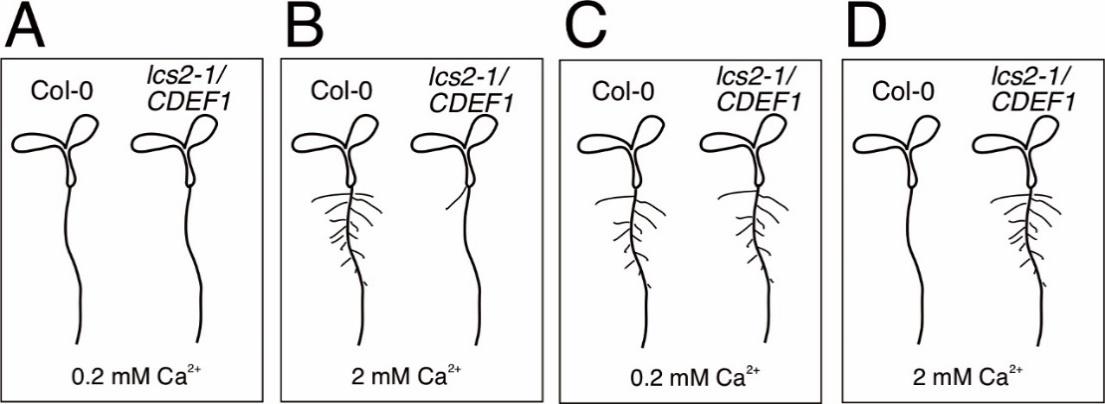 A
Col-0
lcs2-1/
CDEF1
0.2 mM Ca²⁺
B
Col-0
lcs2-1/
CDEF1
2 mM Ca²⁺
C
Col-0
lcs2-1/
CDEF1
0.2 mM Ca²⁺
D
Col-0
lcs2-1/
CDEF1
2 mM Ca²⁺